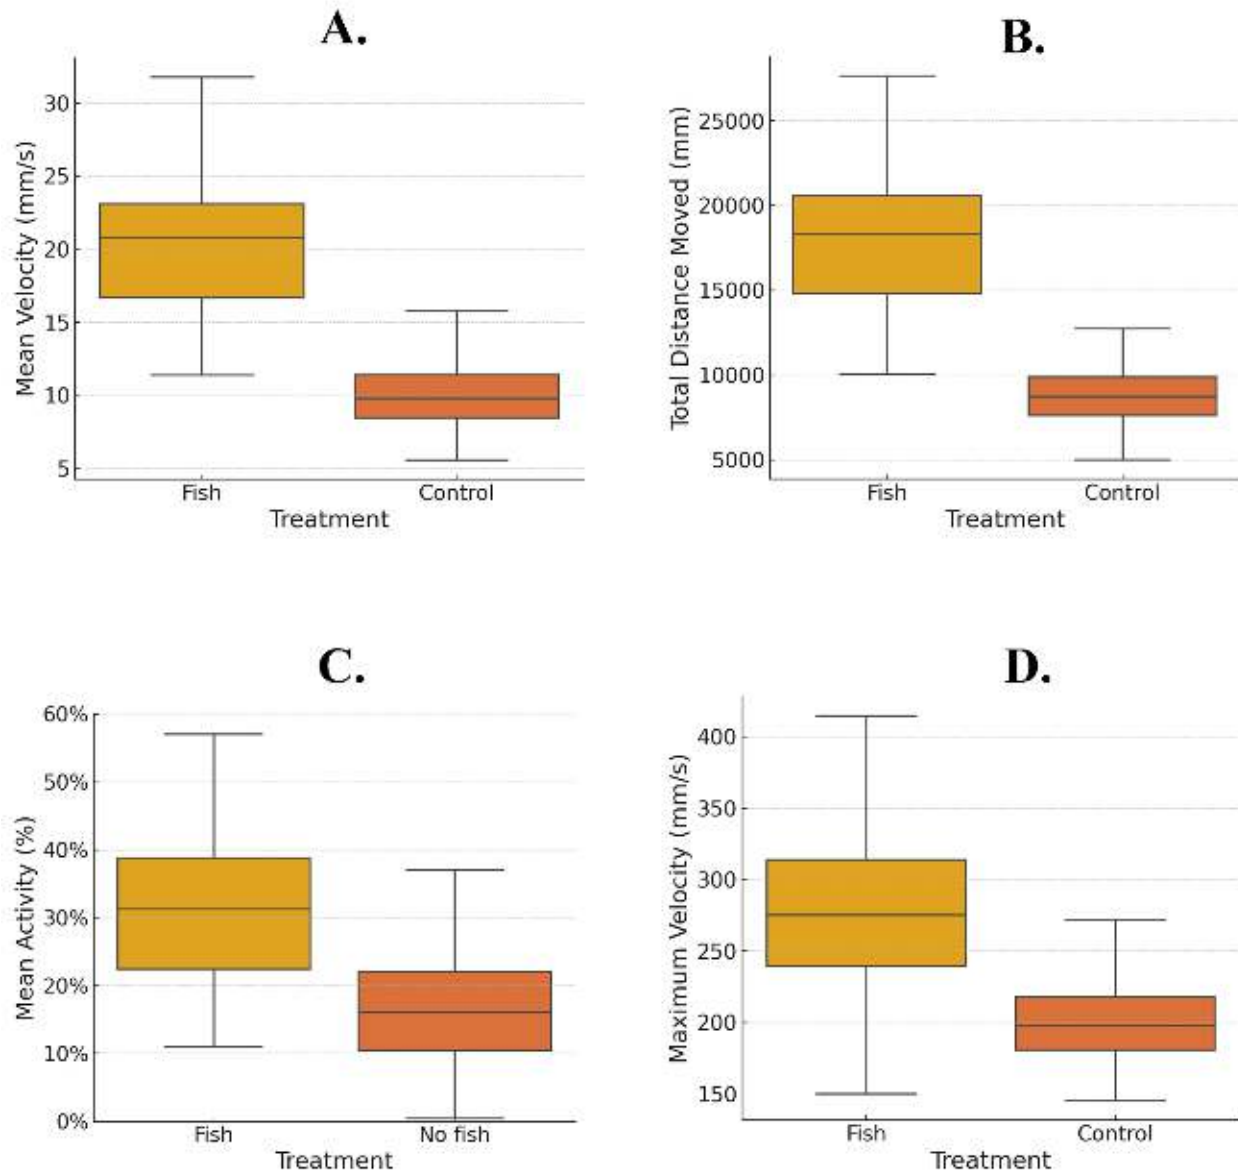 A.
Mean Velocity (mm/s)
30
25
20
15
10
5
Fish
Control
Treatment
B.
Total Distance Moved (mm)
25000
20000
15000
10000
5000
Fish
Control
Treatment
C.
Mean Activity (%)
60%
50%
40%
30%
20%
10%
0%
Fish
No fish
Treatment
D.
Maximum Velocity (mm/s)
400
350
300
250
200
150
Fish
Control
Treatment